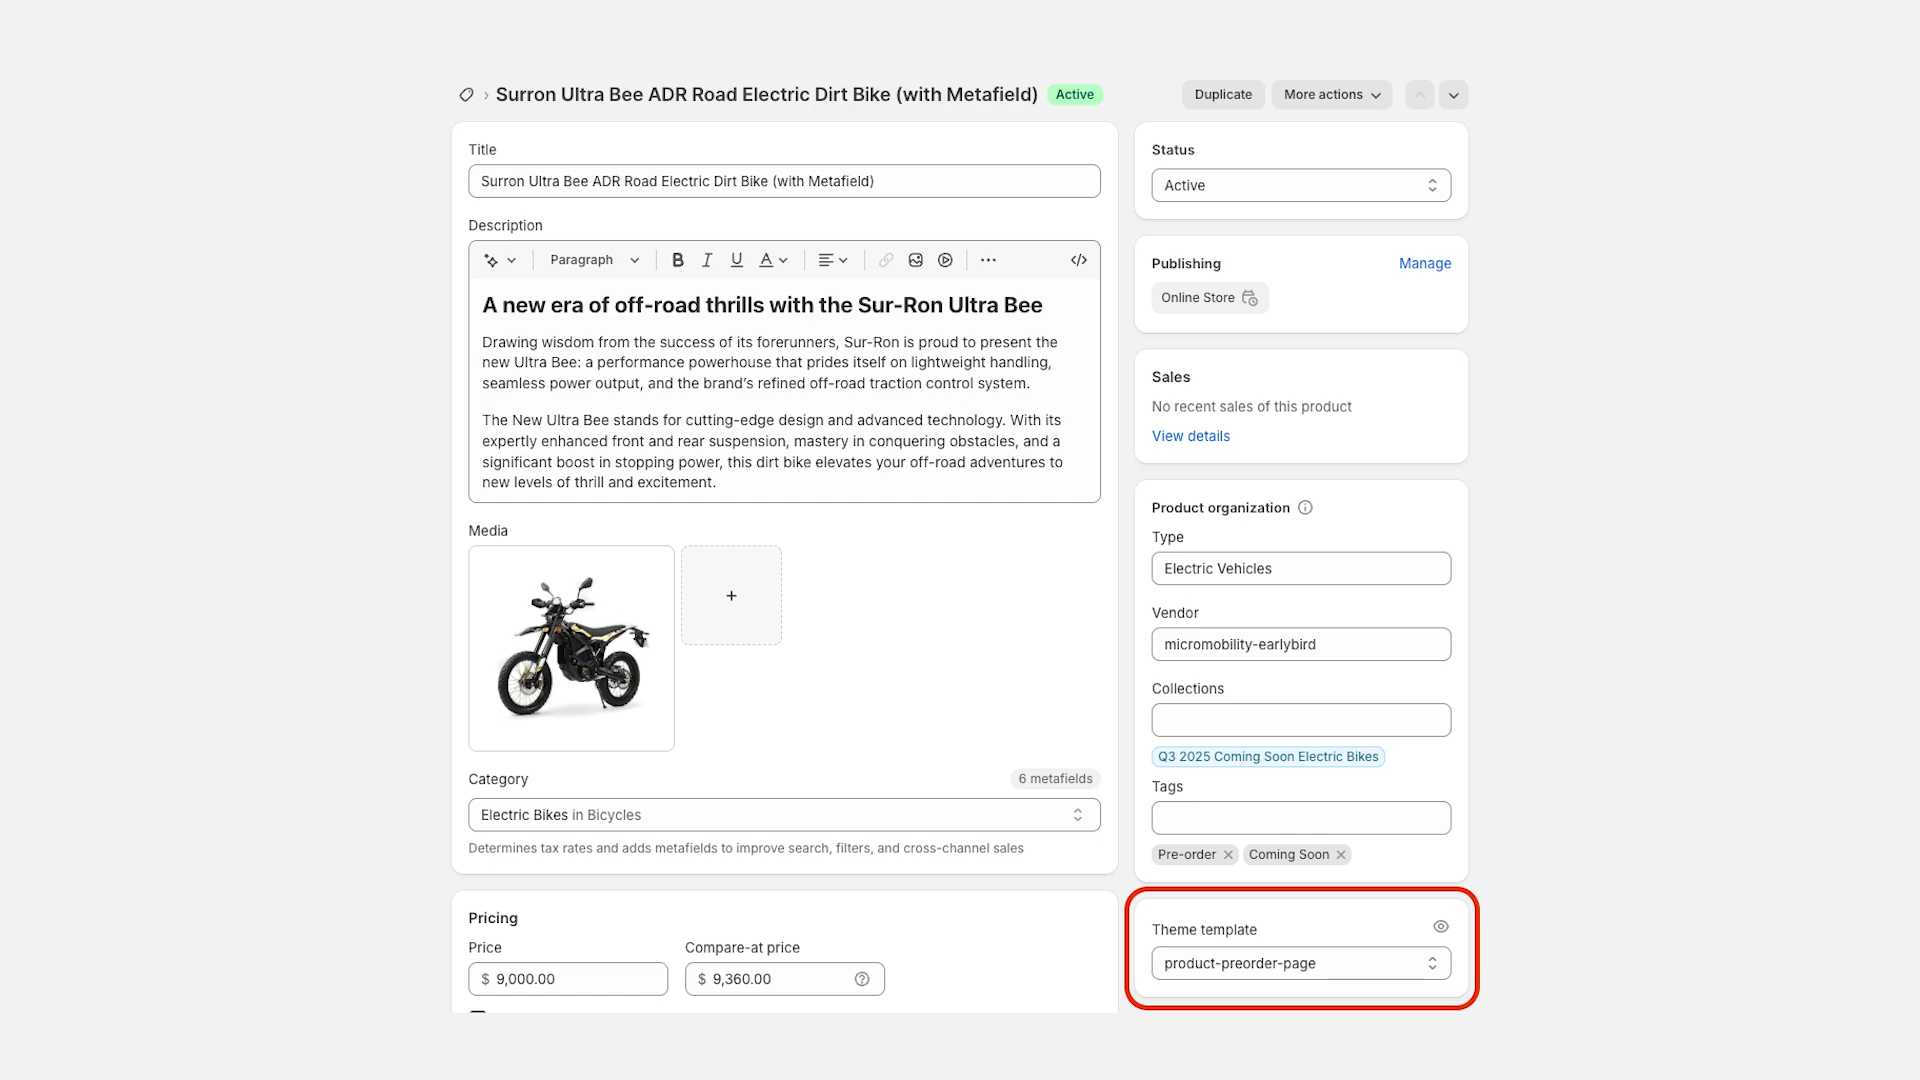 Surron Ultra Bee ADR Road Electric Dirt Bike (with Metafield) Active
Duplicate More actions
Title
Surron Ultra Bee ADR Road Electric Dirt Bike (with Metafield)
Description
Paragraph B I U A </>
A new era of off-road thrills with the Sur-Ron Ultra Bee
Drawing wisdom from the success of its forerunners, Sur-Ron is proud to present the
new Ultra Bee: a performance powerhouse that prides itself on lightweight handling,
seamless power output, and the brand’s refined off-road traction control system.
The New Ultra Bee stands for cutting-edge design and advanced technology. With its
expertly enhanced front and rear suspension, mastery in conquering obstacles, and a
significant boost in stopping power, this dirt bike elevates your off-road adventures to
new levels of thrill and excitement.
Media
+
Category 6 metafields
Electric Bikes in Bicycles
Determines tax rates and adds metafields to improve search, filters, and cross-channel sales
Pricing
Price Compare-at price
$ 9,000.00 $ 9,360.00
Status
Active
Publishing Manage
Online Store
Sales
No recent sales of this product
View details
Product organization
Type
Electric Vehicles
Vendor
micromobility-earlybird
Collections
Q3 2025 Coming Soon Electric Bikes
Tags
Pre-order Coming Soon
Theme template
product-preorder-page